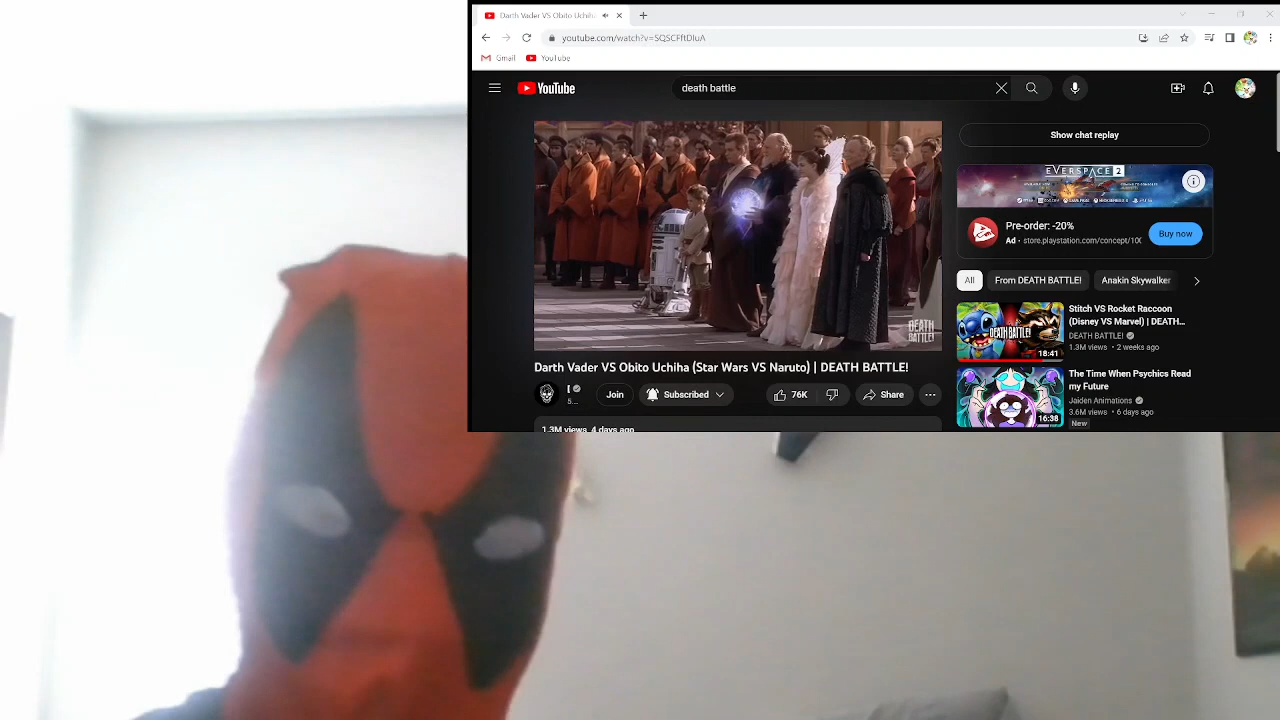 Darth Vader VS Obito Uchiha
youtube.com/watch?v=SQSCFftDIuA
Gmail
YouTube
YouTube
death battle
Show chat replay
EVERSPACE 2
Pre-order: -20%
Ad · store.playstation.com/concept/10(
Buy now
All
From DEATH BATTLE!
Anakin Skywalker
DEATH
BATTLE!
DEATH BATTLE!
Stitch VS Rocket Raccoon
(Disney VS Marvel) | DEATH...
DEATH BATTLE!
1.3M views · 2 weeks ago
18:41
Darth Vader VS Obito Uchiha (Star Wars VS Naruto) | DEATH BATTLE!
The Time When Psychics Read
my Future
Jaiden Animations
3.6M views · 6 days ago
New
16:38
5...
Join
Subscribed
76K
Share
1.3M views 4 days ago